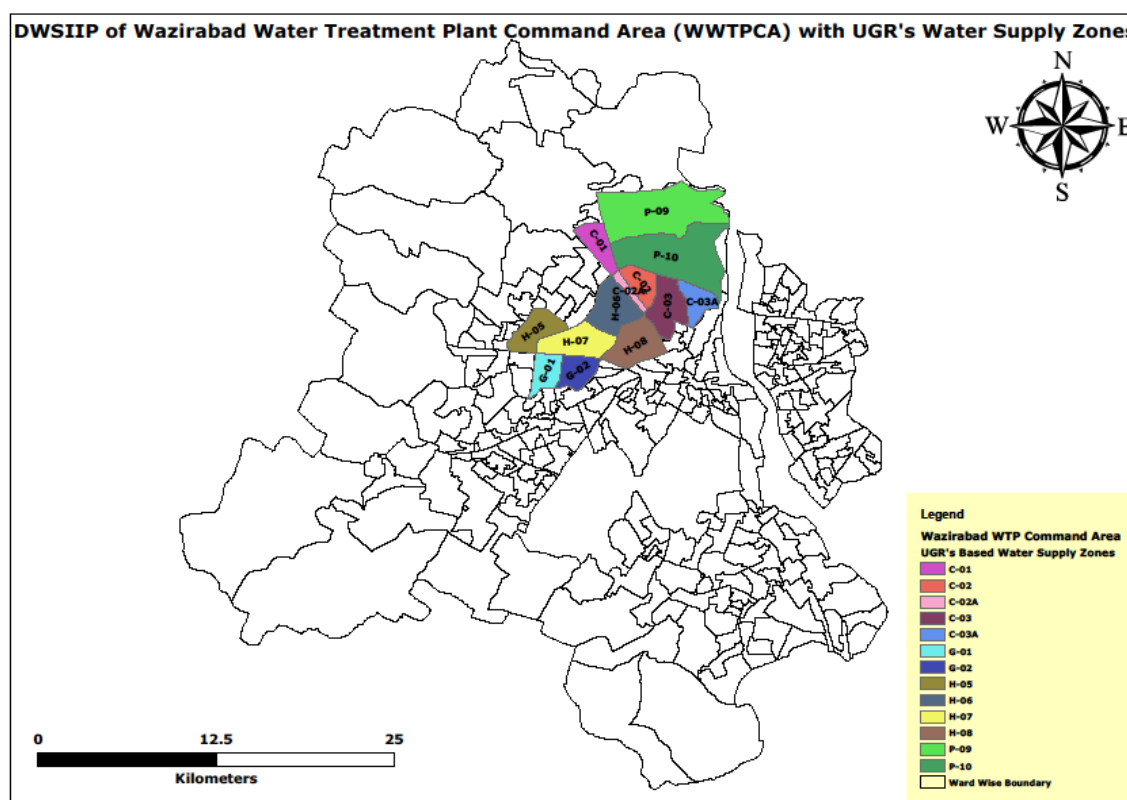 DWSIIP of Wazirabad Water Treatment Plant Command Area (WWTPCA) with UGR's Water Supply Zones
N
W
E
S
P-09
C-01
P-10
C-02
C-02A
H-06
C-03
C-03A
H-05
H-07
H-08
G-01
G-02
Legend
Wazirabad WTP Command Area
UGR's Based Water Supply Zones
C-01
C-02
C-02A
C-03
C-03A
G-01
G-02
H-05
H-06
H-07
H-08
P-09
P-10
Ward Wise Boundary
0 12.5 25
Kilometers